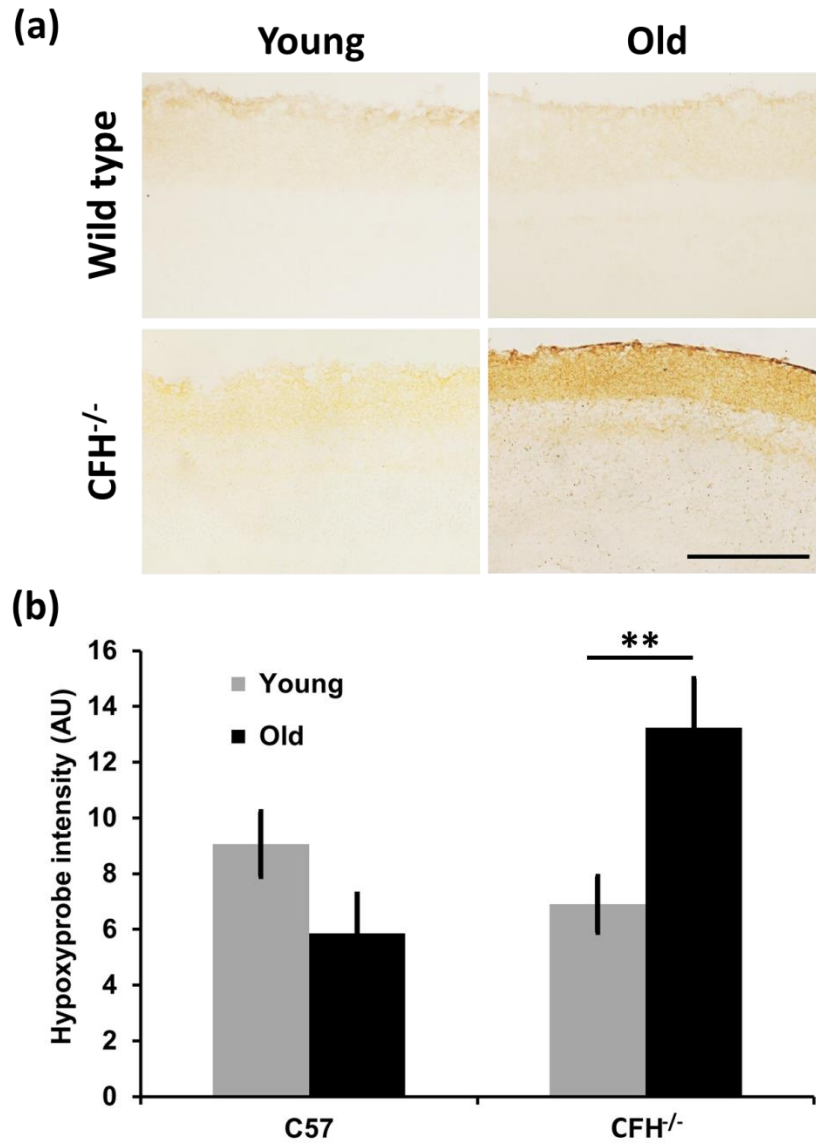 (a)
Young Old
Wild type
CFH-/-
(b)
**
16
14
12
10
8
6
4
2
0
Hypoxyprobe intensity (AU)
Young
Old
C57 CFH-/-